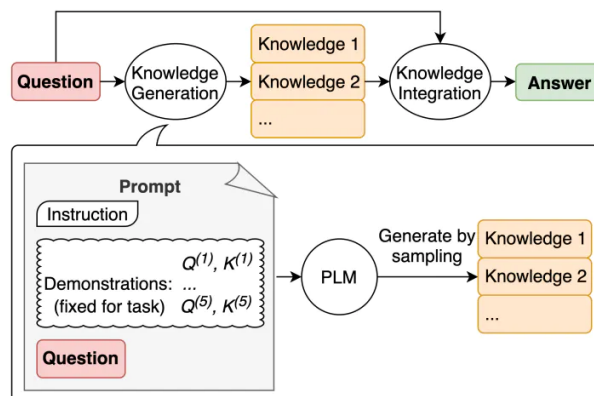 Question
Knowledge
Generation
Knowledge 1
Knowledge 2
...
Knowledge
Integration
Answer
Prompt
Instruction
Q(1), K(1)
Demonstrations: ...
(fixed for task) Q(5), K(5)
Question
PLM
Generate by
sampling
Knowledge 1
Knowledge 2
...